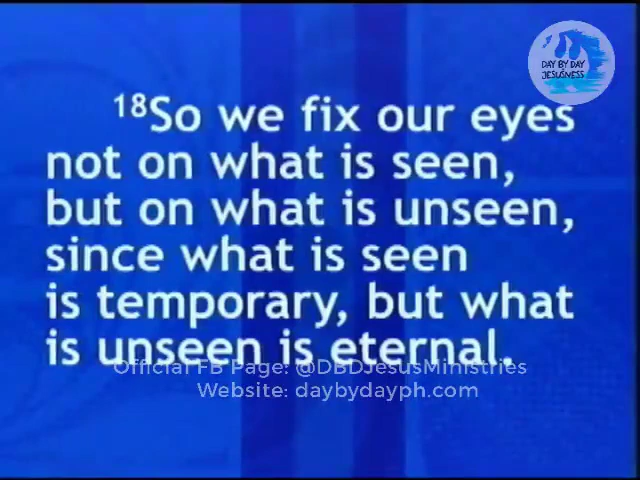 DAY BY DAY
JESUSNESS
18So we fix our eyes
not on what is seen,
but on what is unseen,
since what is seen
is temporary, but what
is unseen is eternal.
Official FB Page: @DBDJesusMinistries
Website: daybydayph.com